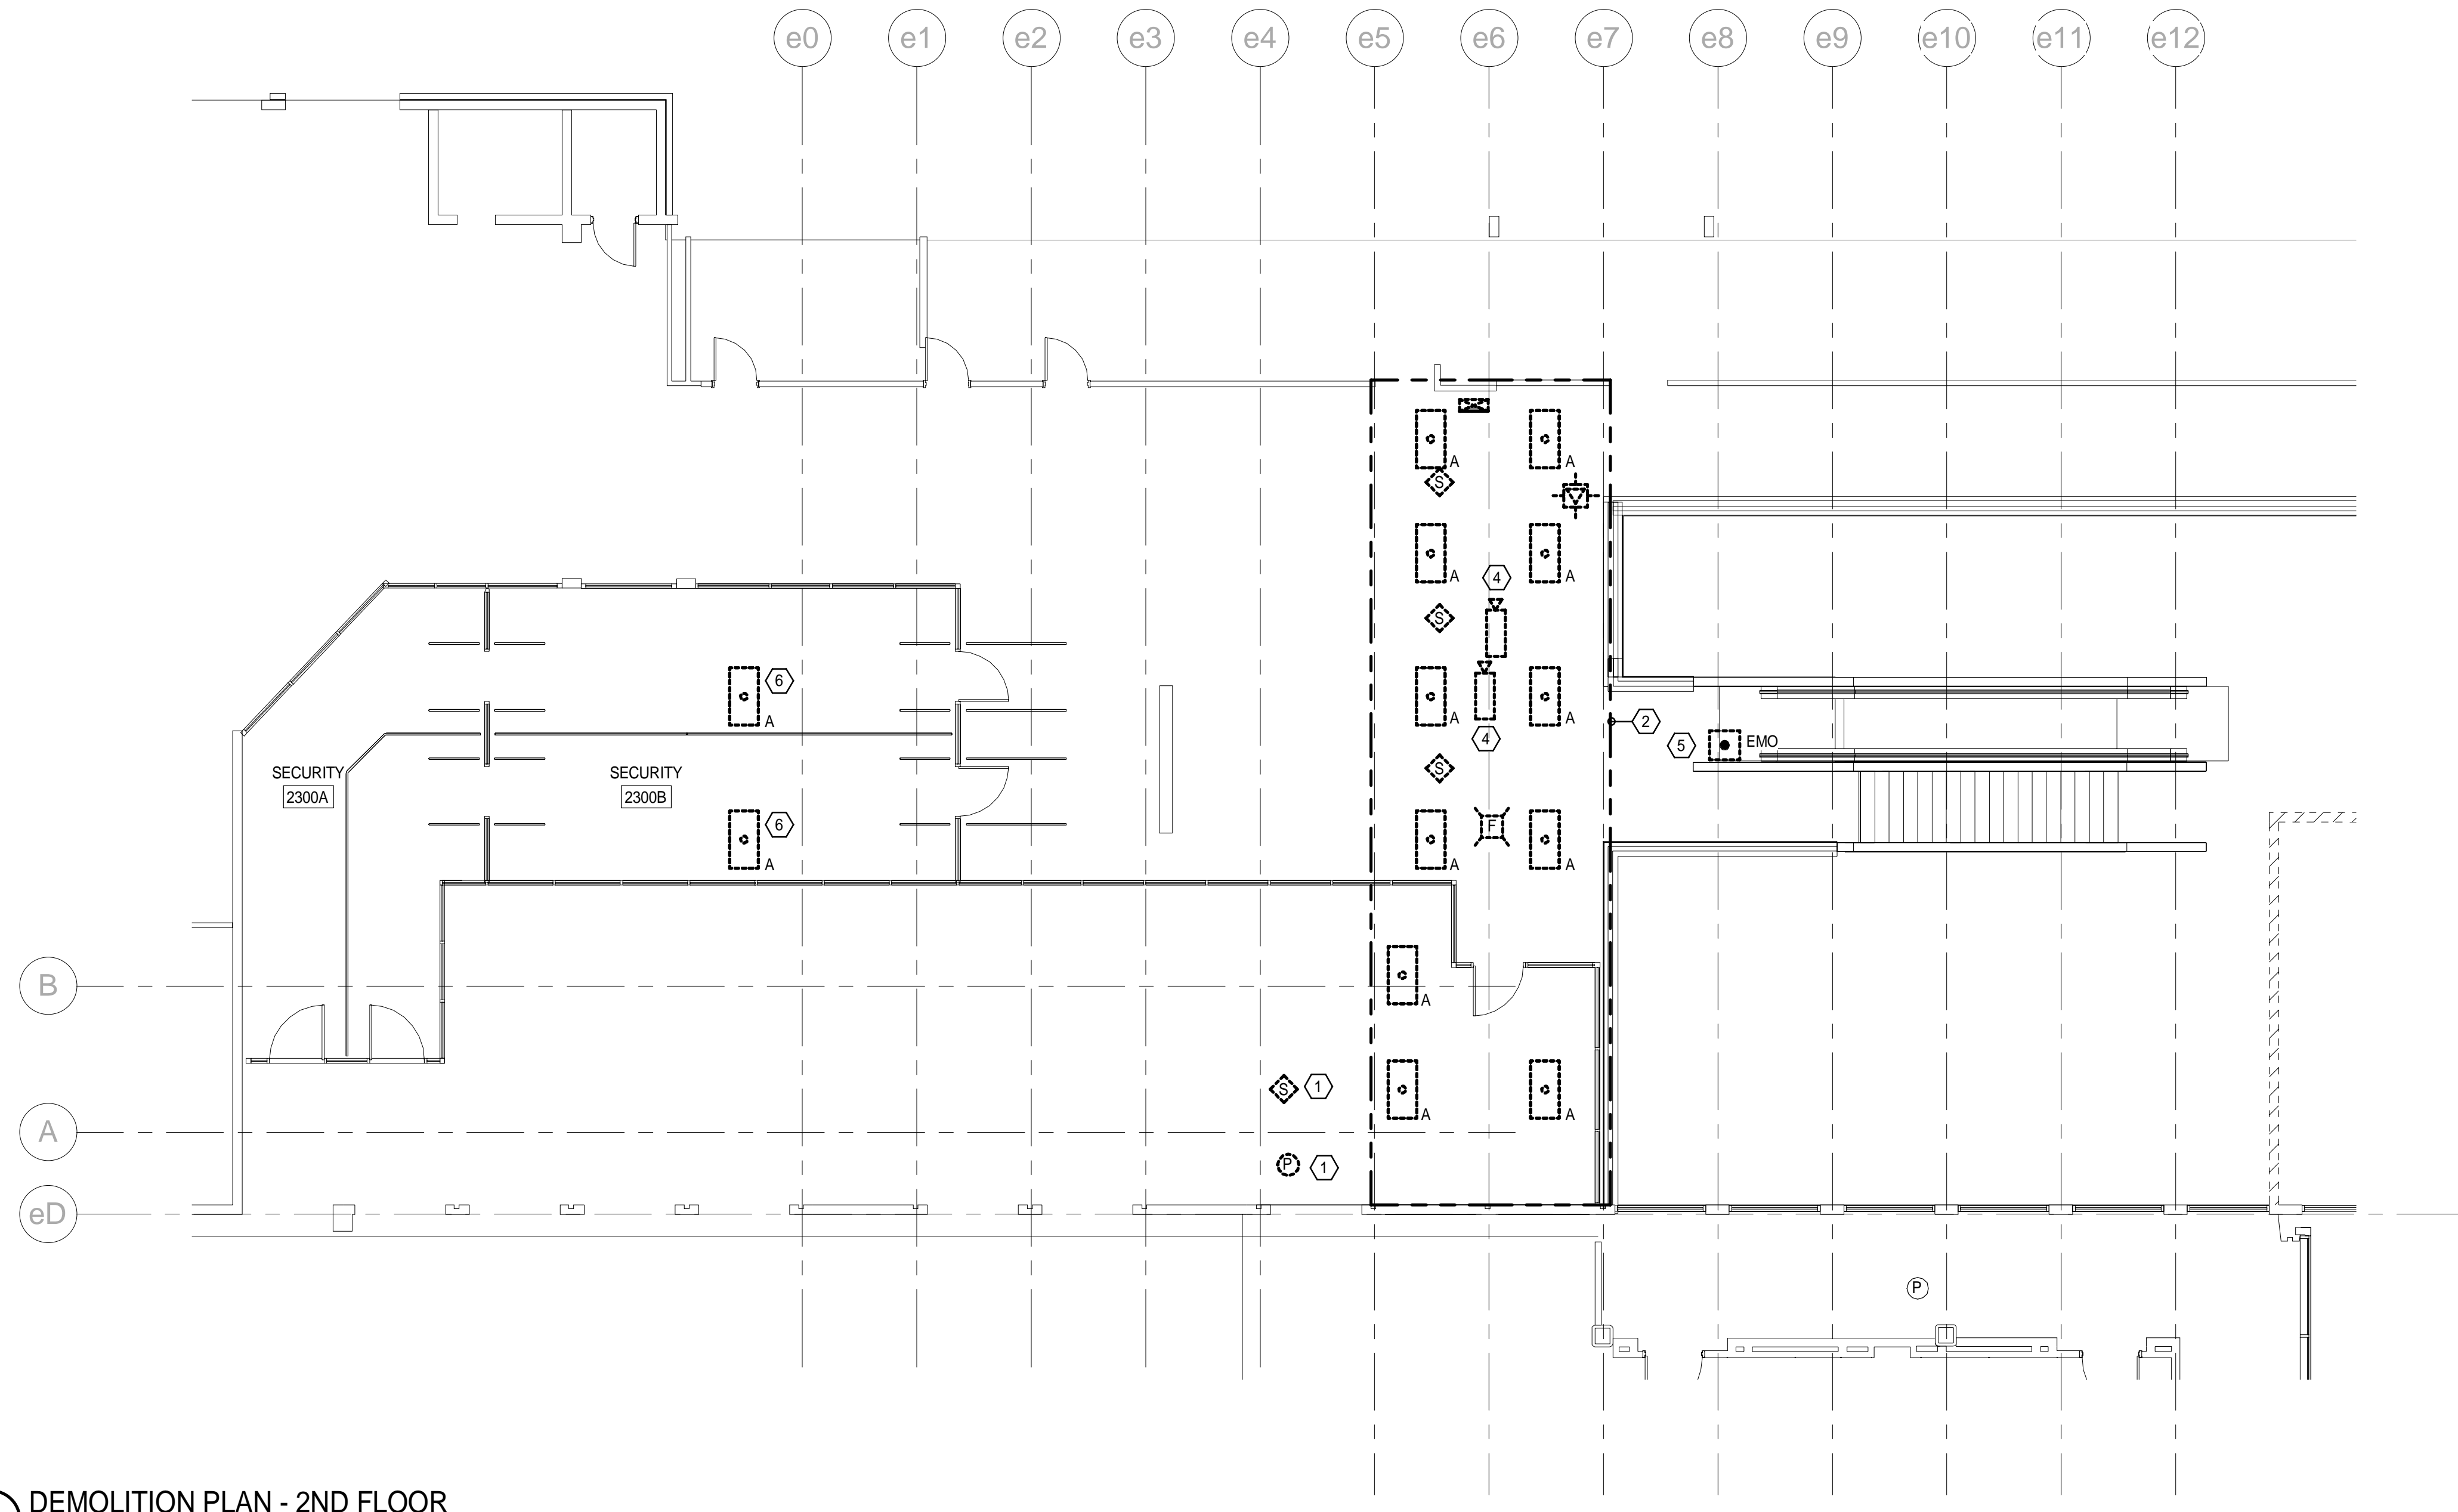 e0 e1 e2 e3 e4 e5 e6 e7 e8 e9 e10 e11 e12
A A
S
A A
4
S
6
A A A
2
4
5 EMO
S
SECURITY SECURITY
2300A 2300B
6 F
A A A
B
A
S 1
A A
A
P 1
eD
P
DEMOLITION PLAN - 2ND FLOOR